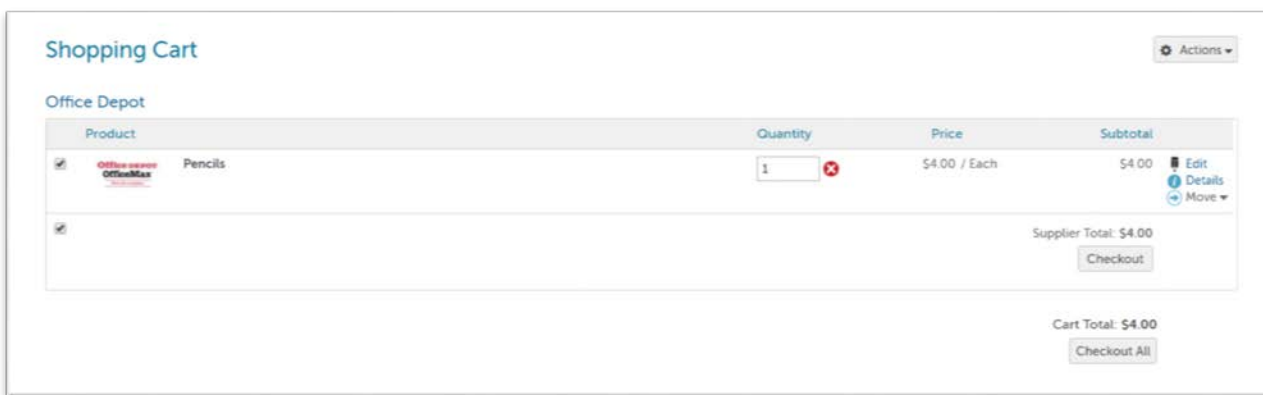 Shopping Cart
Actions
Office Depot
Product Quantity Price Subtotal
Office DEPOT
OfficeMax
Pencils 1 $4.00 / Each $4.00 Edit
Details
Move
Supplier Total: $4.00
Checkout
Cart Total: $4.00
Checkout All